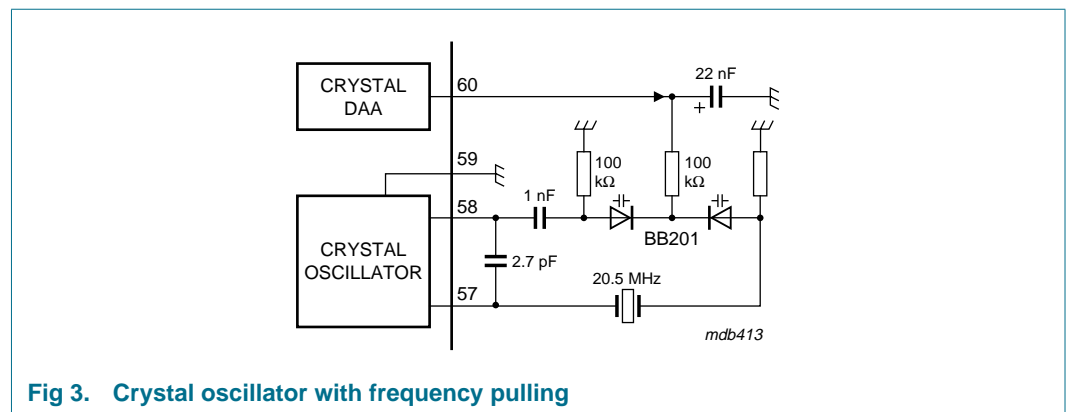 CRYSTAL
DAA
60
22 nF
+
59
100
kΩ
100
kΩ
1 nF
58
BB201
CRYSTAL
OSCILLATOR
2.7 pF
57
20.5 MHz
mdb413
Fig 3. Crystal oscillator with frequency pulling